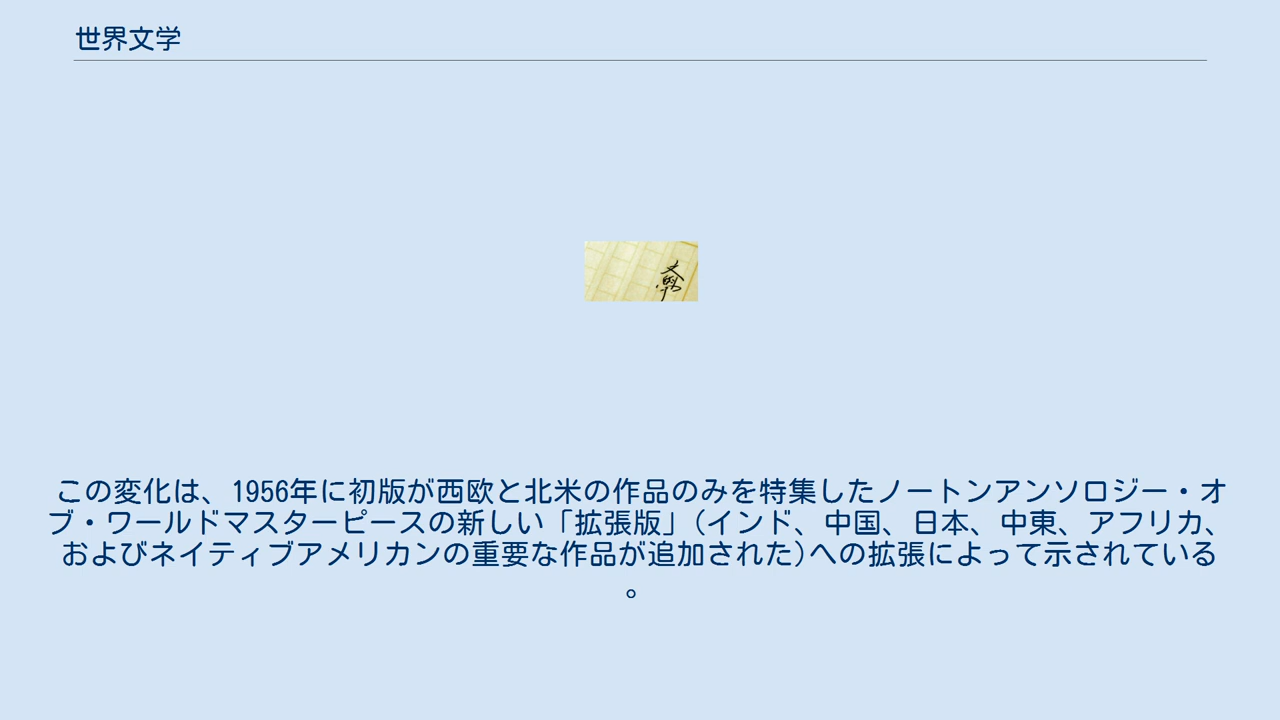 世界文学
文学
この変化は、1956年に初版が西欧と北米の作品のみを特集したノートンアンソロジー・オ
ブ・ワールドマスターピースの新しい「拡張版」(インド、中国、日本、中東、アフリカ、
およびネイティブアメリカンの重要な作品が追加された)への拡張によって示されている
。